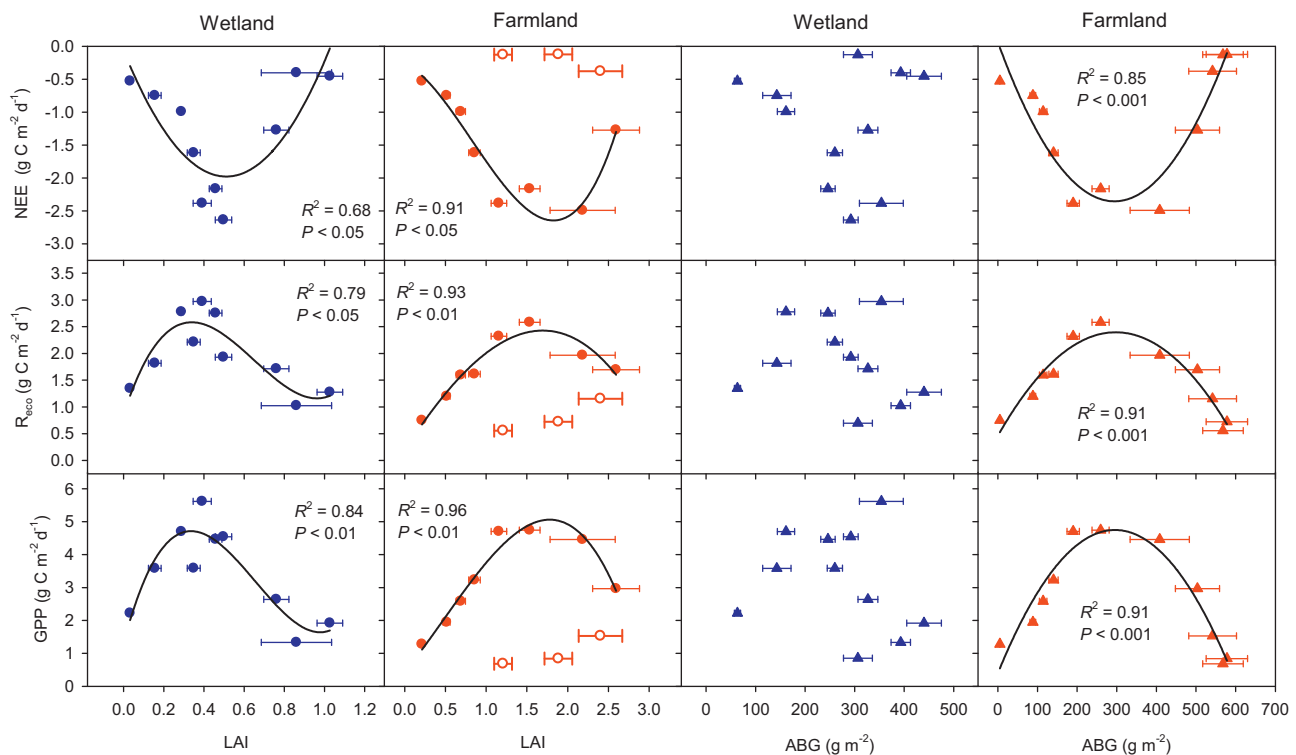 Wetland Farmland Wetland Farmland
NEE (g C m-2 d-1)
0.0
-0.5
-1.0
-1.5
-2.0
-2.5
-3.0
R2 = 0.68
P < 0.05
R2 = 0.91
P < 0.05
R2 = 0.85
P < 0.001
Reco (g C m-2 d-1)
3.5
3.0
2.5
2.0
1.5
1.0
0.5
0.0
R2 = 0.79
P < 0.05
R2 = 0.93
P < 0.01
R2 = 0.91
P < 0.001
GPP (g C m-2 d-1)
6
5
4
3
2
1
0
R2 = 0.84
P < 0.01
R2 = 0.96
P < 0.01
R2 = 0.91
P < 0.001
0.0 0.2 0.4 0.6 0.8 1.0 1.2
0.0 0.5 1.0 1.5 2.0 2.5 3.0
0 100 200 300 400 500
0 100 200 300 400 500 600 700
LAI LAI ABG (g m-2) ABG (g m-2)